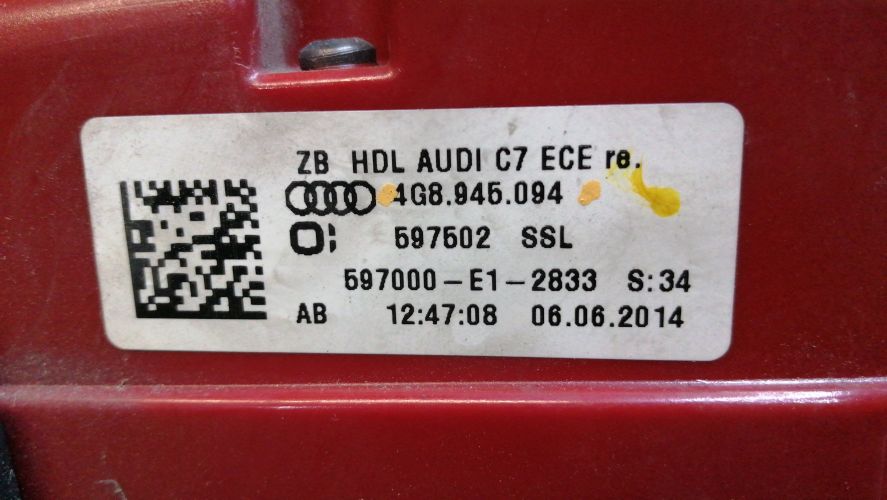 ZB HDL AUDI C7 ECE re.
4G8.945.094
597502 SSL
597000-E1-2833 S:34
AB 12:47:08 06.06.2014